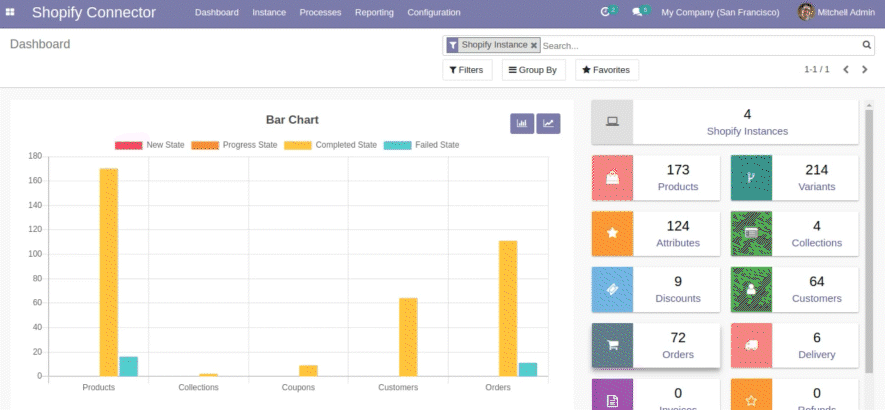 Shopify Connector Dashboard Instance Processes Reporting Configuration 3 5 My Company (San Francisco) Mitchell Admin
Dashboard
Shopify Instance × Search...
Filters Group By Favorites 1-1 / 1
Bar Chart
New State Progress State Completed State Failed State
180
160
140
120
100
80
60
40
20
0
Products Collections Coupons Customers Orders
4
Shopify Instances
173
Products
214
Variants
124
Attributes
4
Collections
9
Discounts
64
Customers
72
Orders
6
Delivery
0
Invoices
0
Refunds